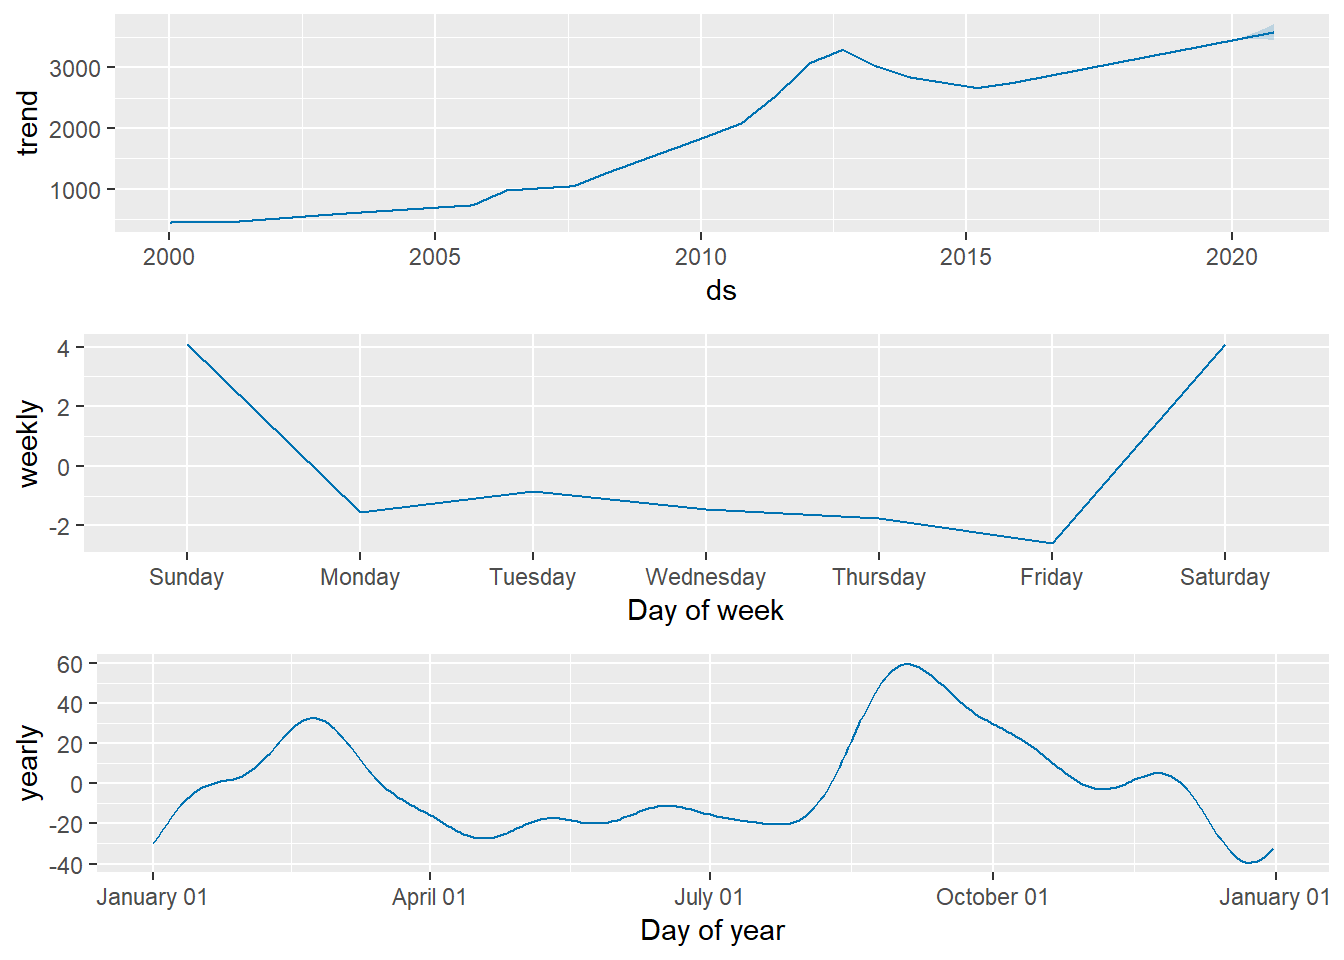 trend
3000
2000
1000
2000 2005 2010 2015 2020
ds
weekly
4
2
0
-2
Sunday Monday Tuesday Wednesday Thursday Friday Saturday
Day of week
yearly
60
40
20
0
-20
-40
January 01 April 01 July 01 October 01 January 01
Day of year